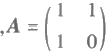 , A = ( 1 1
1 0 )